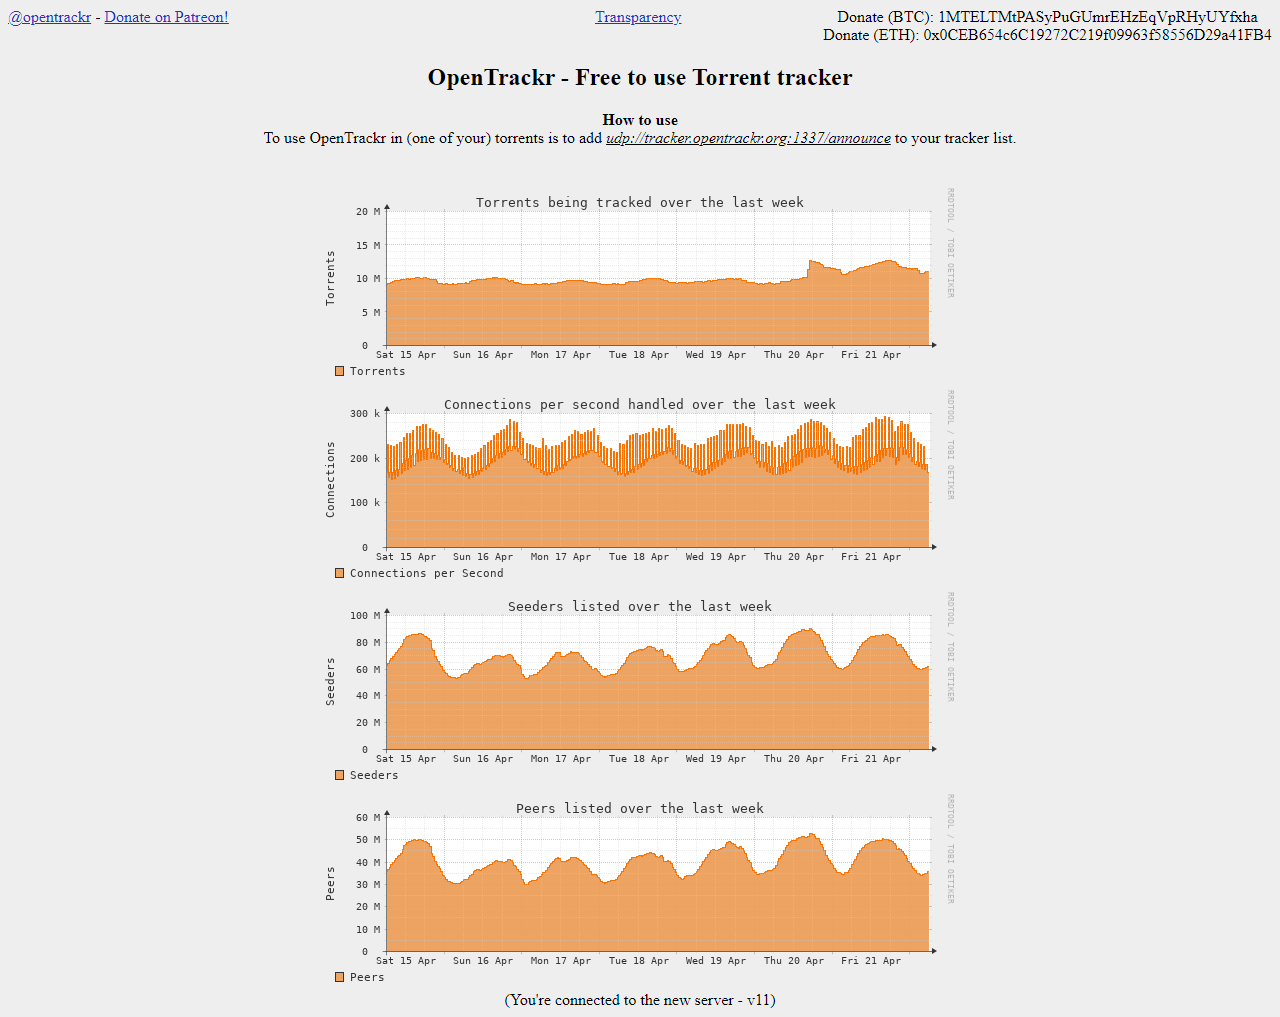 @opentrackr - Donate on Patreon!
Transparency
Donate (BTC): 1MTELTMtPASyPuGUmrEHzEqVpRHyUYfxha
Donate (ETH): 0x0CEB654c6C19272C219f09963f58556D29a41FB4
OpenTrackr - Free to use Torrent tracker
How to use
To use OpenTrackr in (one of your) torrents is to add udp://tracker.opentrackr.org:1337/announce to your tracker list.
Torrents being tracked over the last week
RRDTOOL / TOBI OETIKER
Torrents
20 M
15 M
10 M
5 M
0
Sat 15 Apr Sun 16 Apr Mon 17 Apr Tue 18 Apr Wed 19 Apr Thu 20 Apr Fri 21 Apr
Torrents
Connections per second handled over the last week
RRDTOOL / TOBI OETIKER
Connections
300 k
200 k
100 k
0
Sat 15 Apr Sun 16 Apr Mon 17 Apr Tue 18 Apr Wed 19 Apr Thu 20 Apr Fri 21 Apr
Connections per Second
Seeders listed over the last week
RRDTOOL / TOBI OETIKER
Seeders
100 M
80 M
60 M
40 M
20 M
0
Sat 15 Apr Sun 16 Apr Mon 17 Apr Tue 18 Apr Wed 19 Apr Thu 20 Apr Fri 21 Apr
Seeders
Peers listed over the last week
RRDTOOL / TOBI OETIKER
Peers
60 M
50 M
40 M
30 M
20 M
10 M
0
Sat 15 Apr Sun 16 Apr Mon 17 Apr Tue 18 Apr Wed 19 Apr Thu 20 Apr Fri 21 Apr
Peers
(You're connected to the new server - v11)